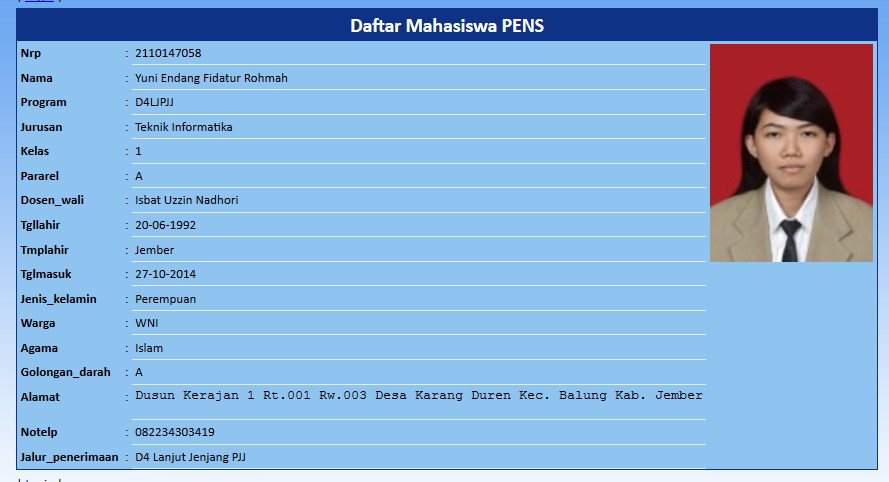 Daftar Mahasiswa PENS
Nrp : 2110147058
Nama : Yuni Endang Fidatur Rohmah
Program : D4LJPJJ
Jurusan : Teknik Informatika
Kelas : 1
Pararel : A
Dosen_wali : Isbat Uzzin Nadhori
Tgllahir : 20-06-1992
Tmplahir : Jember
Tglmasuk : 27-10-2014
Jenis_kelamin : Perempuan
Warga : WNI
Agama : Islam
Golongan_darah : A
Alamat : Dusun Kerajan 1 Rt.001 Rw.003 Desa Karang Duren Kec. Balung Kab. Jember
Notelp : 082234303419
Jalur_penerimaan : D4 Lanjut Jenjang PJJ